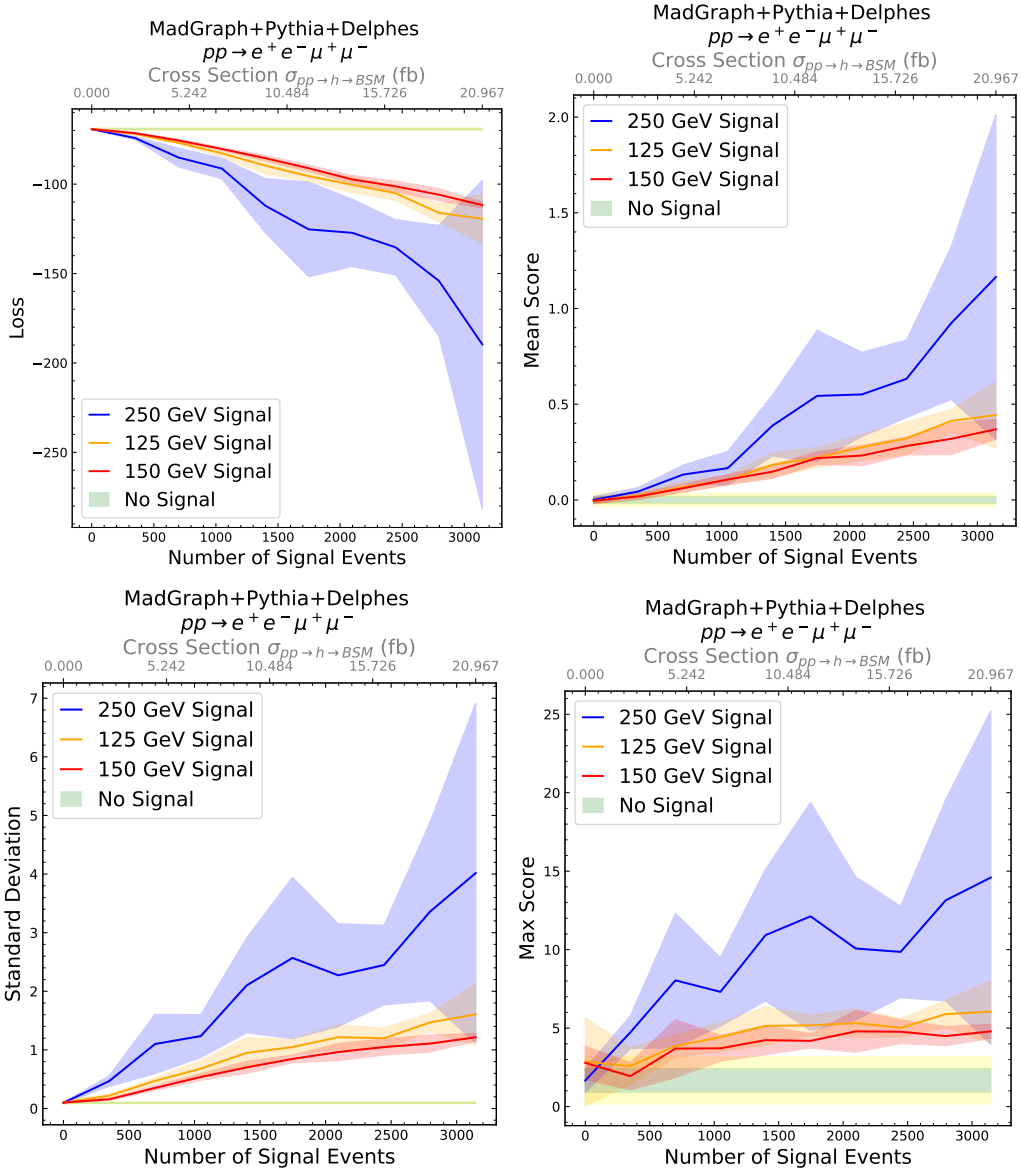 MadGraph+Pythia+Delphes
pp → e⁺e⁻μ⁺μ⁻
Cross Section σpp→h→BSM (fb)
0.000 5.242 10.484 15.726 20.967
Loss
−100
−150
−200
−250
250 GeV Signal
125 GeV Signal
150 GeV Signal
No Signal
0 500 1000 1500 2000 2500 3000
Number of Signal Events
MadGraph+Pythia+Delphes
pp → e⁺e⁻μ⁺μ⁻
Cross Section σpp→h→BSM (fb)
0.000 5.242 10.484 15.726 20.967
Mean Score
2.0
1.5
1.0
0.5
0.0
250 GeV Signal
125 GeV Signal
150 GeV Signal
No Signal
0 500 1000 1500 2000 2500 3000
Number of Signal Events
MadGraph+Pythia+Delphes
pp → e⁺e⁻μ⁺μ⁻
Cross Section σpp→h→BSM (fb)
0.000 5.242 10.484 15.726 20.967
Standard Deviation
7
6
5
4
3
2
1
0
250 GeV Signal
125 GeV Signal
150 GeV Signal
No Signal
0 500 1000 1500 2000 2500 3000
Number of Signal Events
MadGraph+Pythia+Delphes
pp → e⁺e⁻μ⁺μ⁻
Cross Section σpp→h→BSM (fb)
0.000 5.242 10.484 15.726 20.967
Max Score
25
20
15
10
5
0
250 GeV Signal
125 GeV Signal
150 GeV Signal
No Signal
0 500 1000 1500 2000 2500 3000
Number of Signal Events